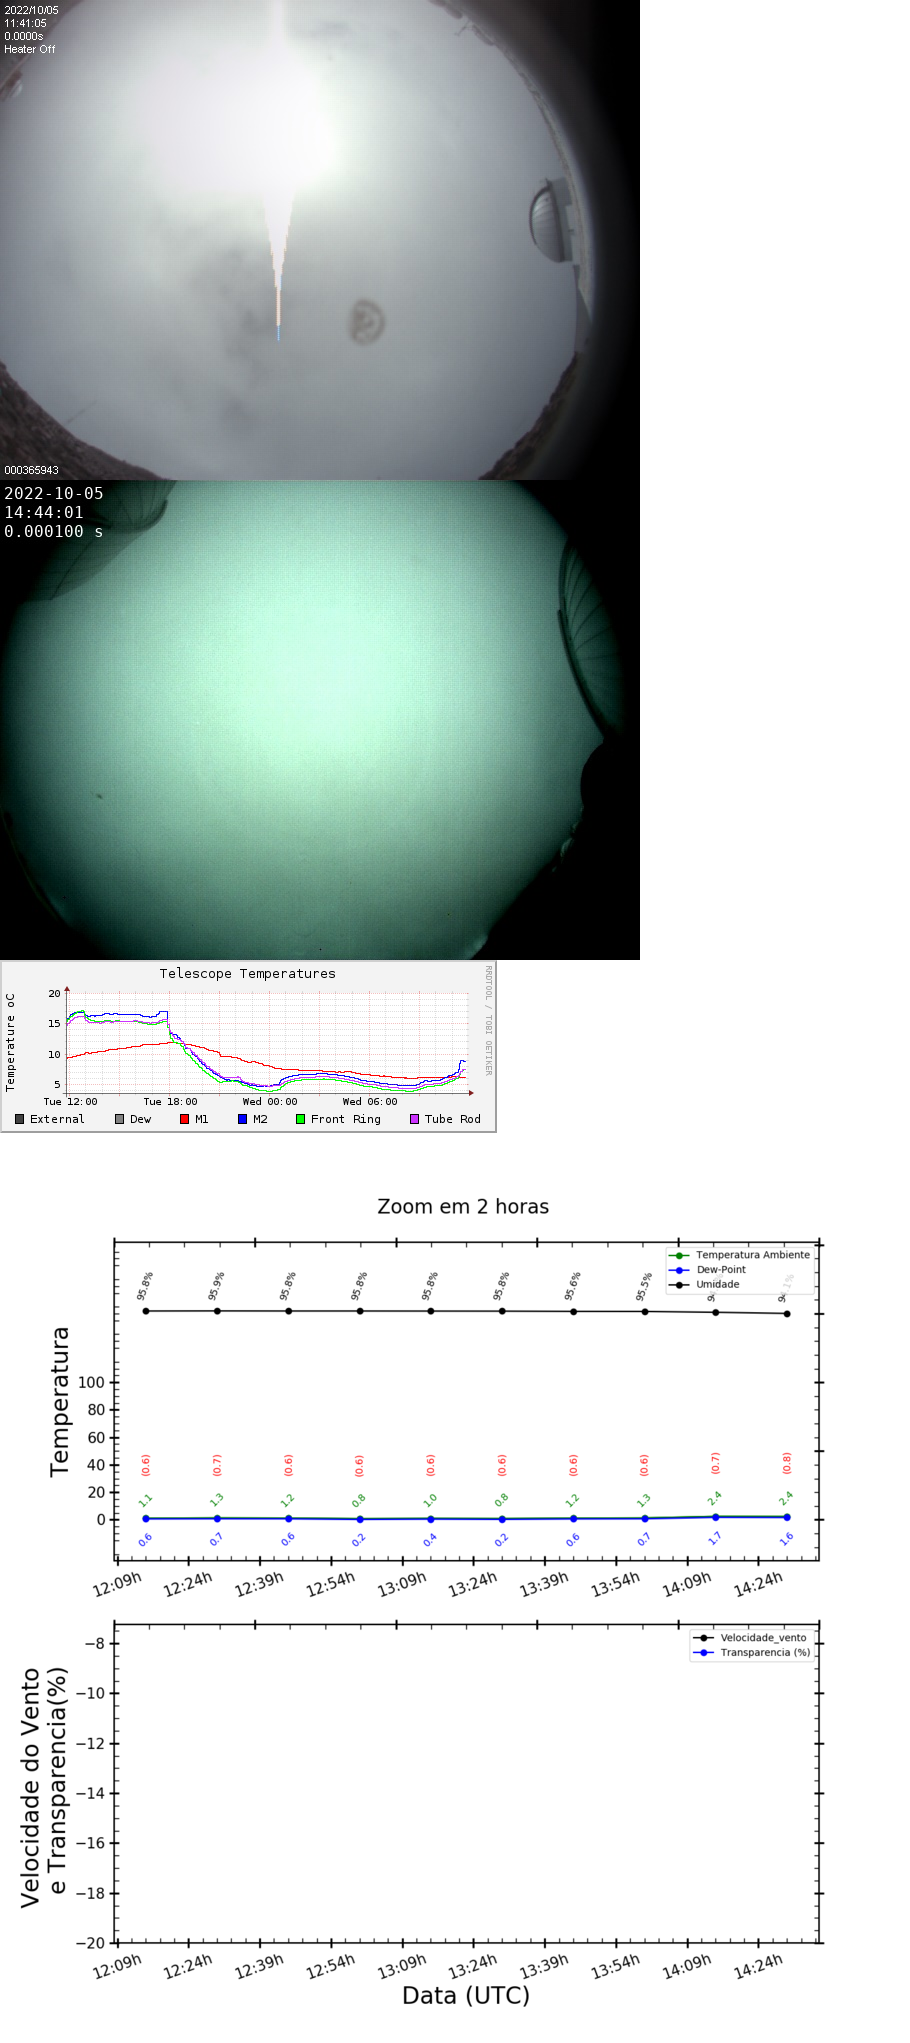 2022/10/05
11:41:05
0.0000s
Heater Off
000365943
2022-10-05
14:44:01
0.000100 s
Telescope Temperatures
RRDTOOL / TOBI OETIKER
Temperature oC
20
15
10
5
Tue 12:00 Tue 18:00 Wed 00:00 Wed 06:00
External Dew M1 M2 Front Ring Tube Rod
Zoom em 2 horas
Temperatura Ambiente
Dew-Point
Umidade
95.8% 95.9% 95.8% 95.8% 95.8% 95.8% 95.6% 95.5%
Temperatura
100
80
60
40
20
0
(0.6) (0.7) (0.6) (0.6) (0.6) (0.6) (0.6) (0.6) (0.7) (0.8)
1.1 1.3 1.2 0.8 1.0 0.8 1.2 1.3 2.4 2.4
0.6 0.7 0.6 0.2 0.4 0.2 0.6 0.7 1.7 1.6
12:09h 12:24h 12:39h 12:54h 13:09h 13:24h 13:39h 13:54h 14:09h 14:24h
Velocidade_vento
Transparencia (%)
Velocidade do Vento
e Transparencia(%)
−8
−10
−12
−14
−16
−18
−20
12:09h 12:24h 12:39h 12:54h 13:09h 13:24h 13:39h 13:54h 14:09h 14:24h
Data (UTC)